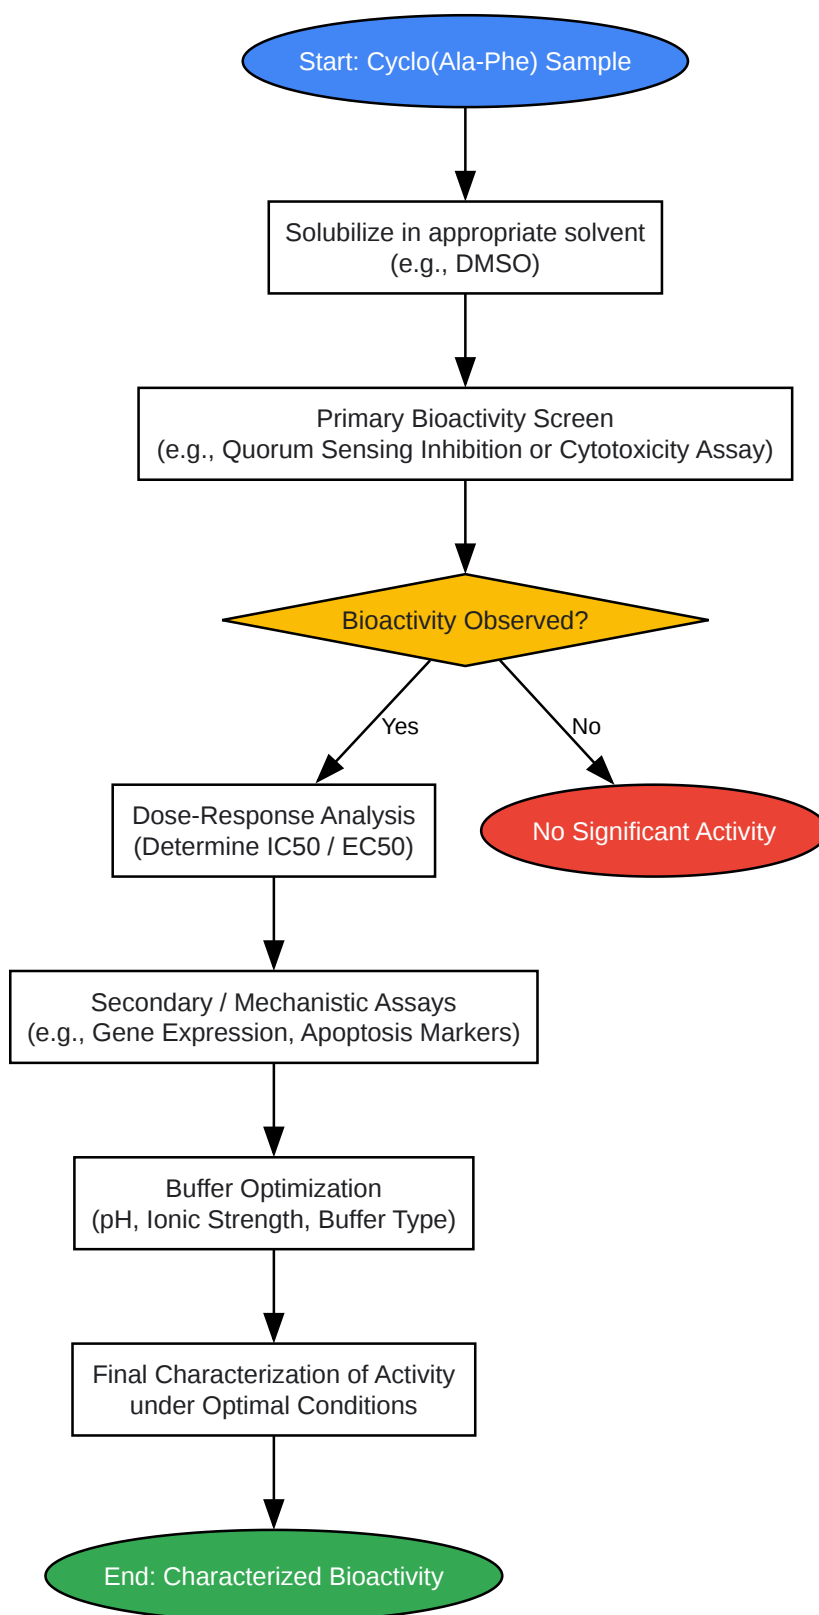 Start: Cyclo(Ala-Phe) Sample
Solubilize in appropriate solvent
(e.g., DMSO)
Primary Bioactivity Screen
(e.g., Quorum Sensing Inhibition or Cytotoxicity Assay)
Bioactivity Observed?
Yes
No
Dose-Response Analysis
(Determine IC50 / EC50)
No Significant Activity
Secondary / Mechanistic Assays
(e.g., Gene Expression, Apoptosis Markers)
Buffer Optimization
(pH, Ionic Strength, Buffer Type)
Final Characterization of Activity
under Optimal Conditions
End: Characterized Bioactivity